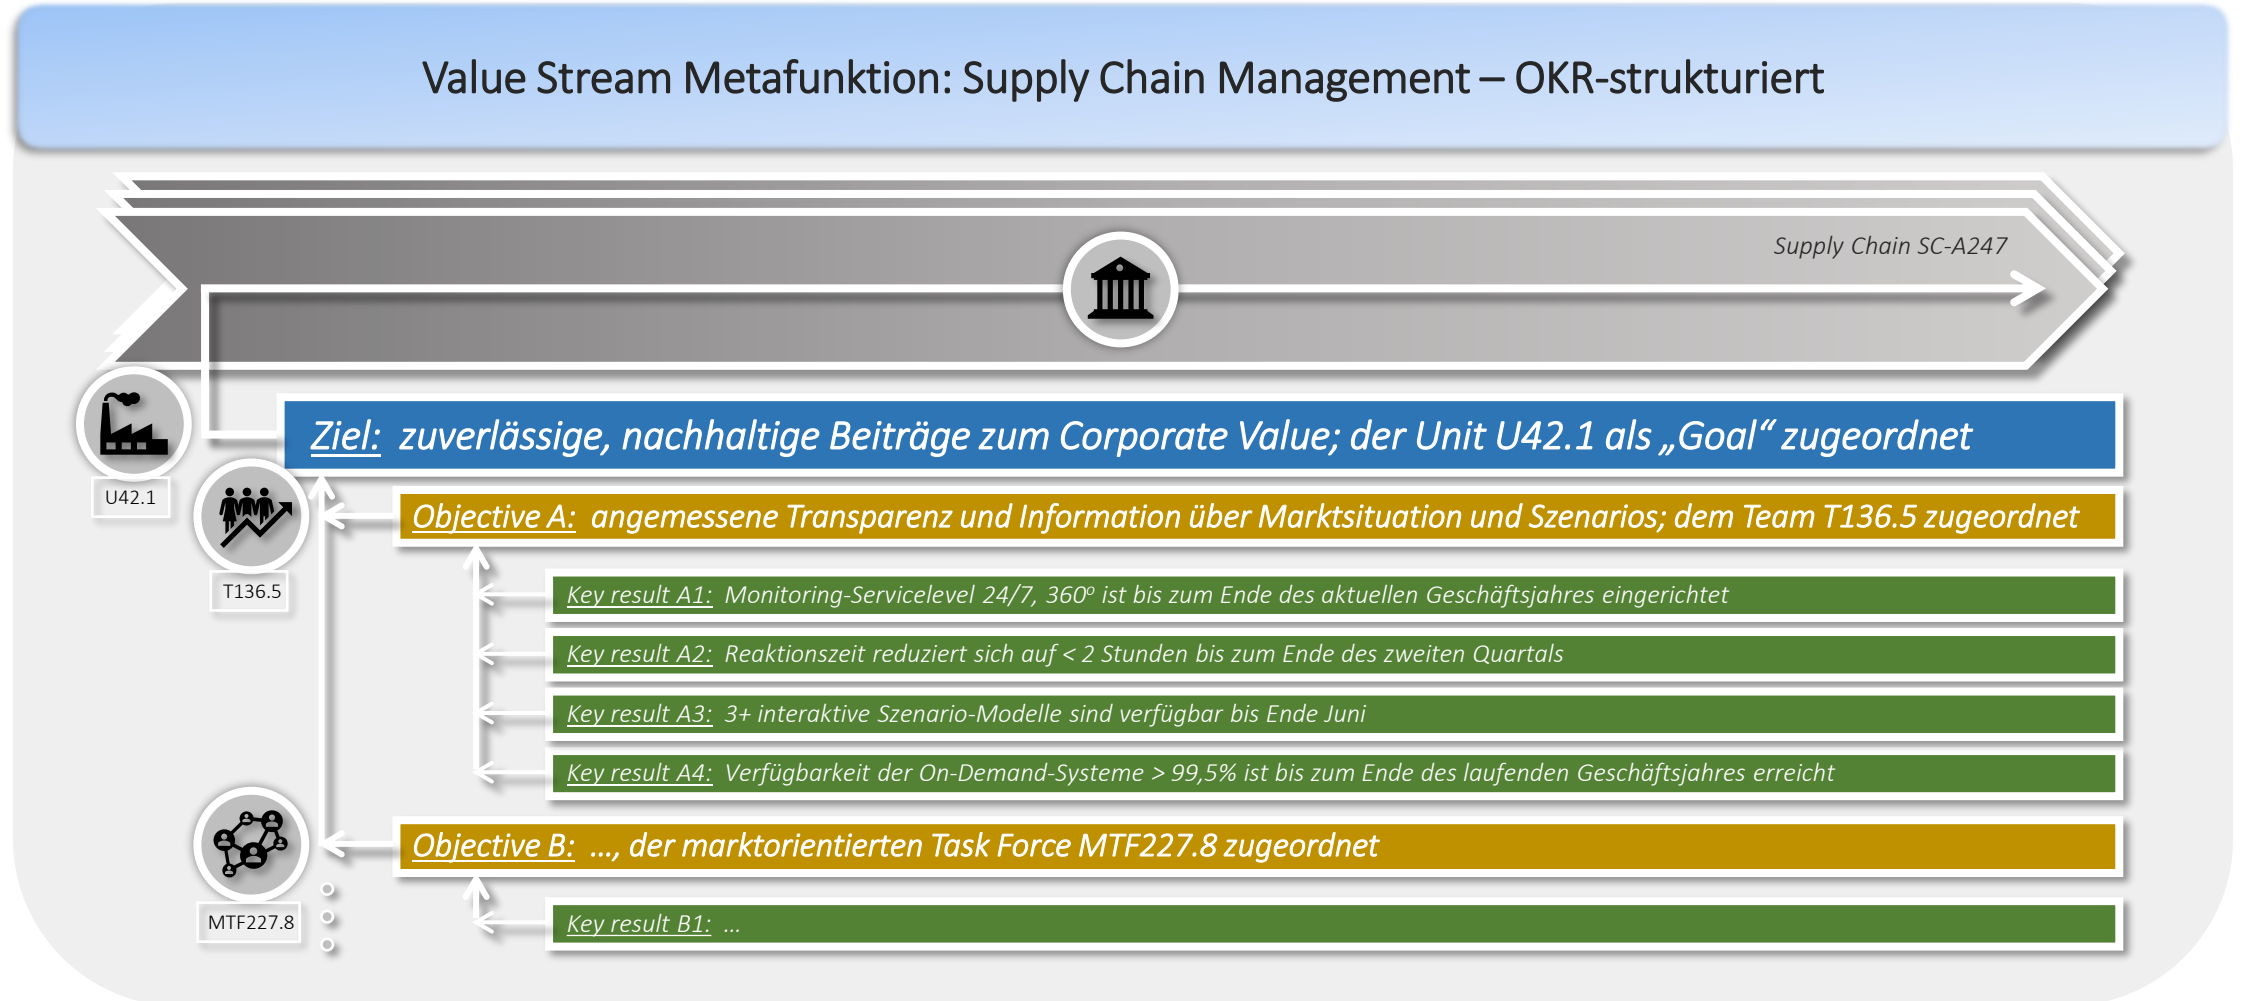 Value Stream Metafunktion: Supply Chain Management – OKR-strukturiert
Supply Chain SC-A247
Ziel: zuverlässige, nachhaltige Beiträge zum Corporate Value; der Unit U42.1 als „Goal“ zugeordnet
U42.1
Objective A: angemessene Transparenz und Information über Marktsituation und Szenarios; dem Team T136.5 zugeordnet
T136.5
Key result A1: Monitoring-Servicelevel 24/7, 360º ist bis zum Ende des aktuellen Geschäftsjahres eingerichtet
Key result A2: Reaktionszeit reduziert sich auf < 2 Stunden bis zum Ende des zweiten Quartals
Key result A3: 3+ interaktive Szenario-Modelle sind verfügbar bis Ende Juni
Key result A4: Verfügbarkeit der On-Demand-Systeme > 99,5% ist bis zum Ende des laufenden Geschäftsjahres erreicht
Objective B: …, der marktorientierten Task Force MTF227.8 zugeordnet
MTF227.8
Key result B1: …